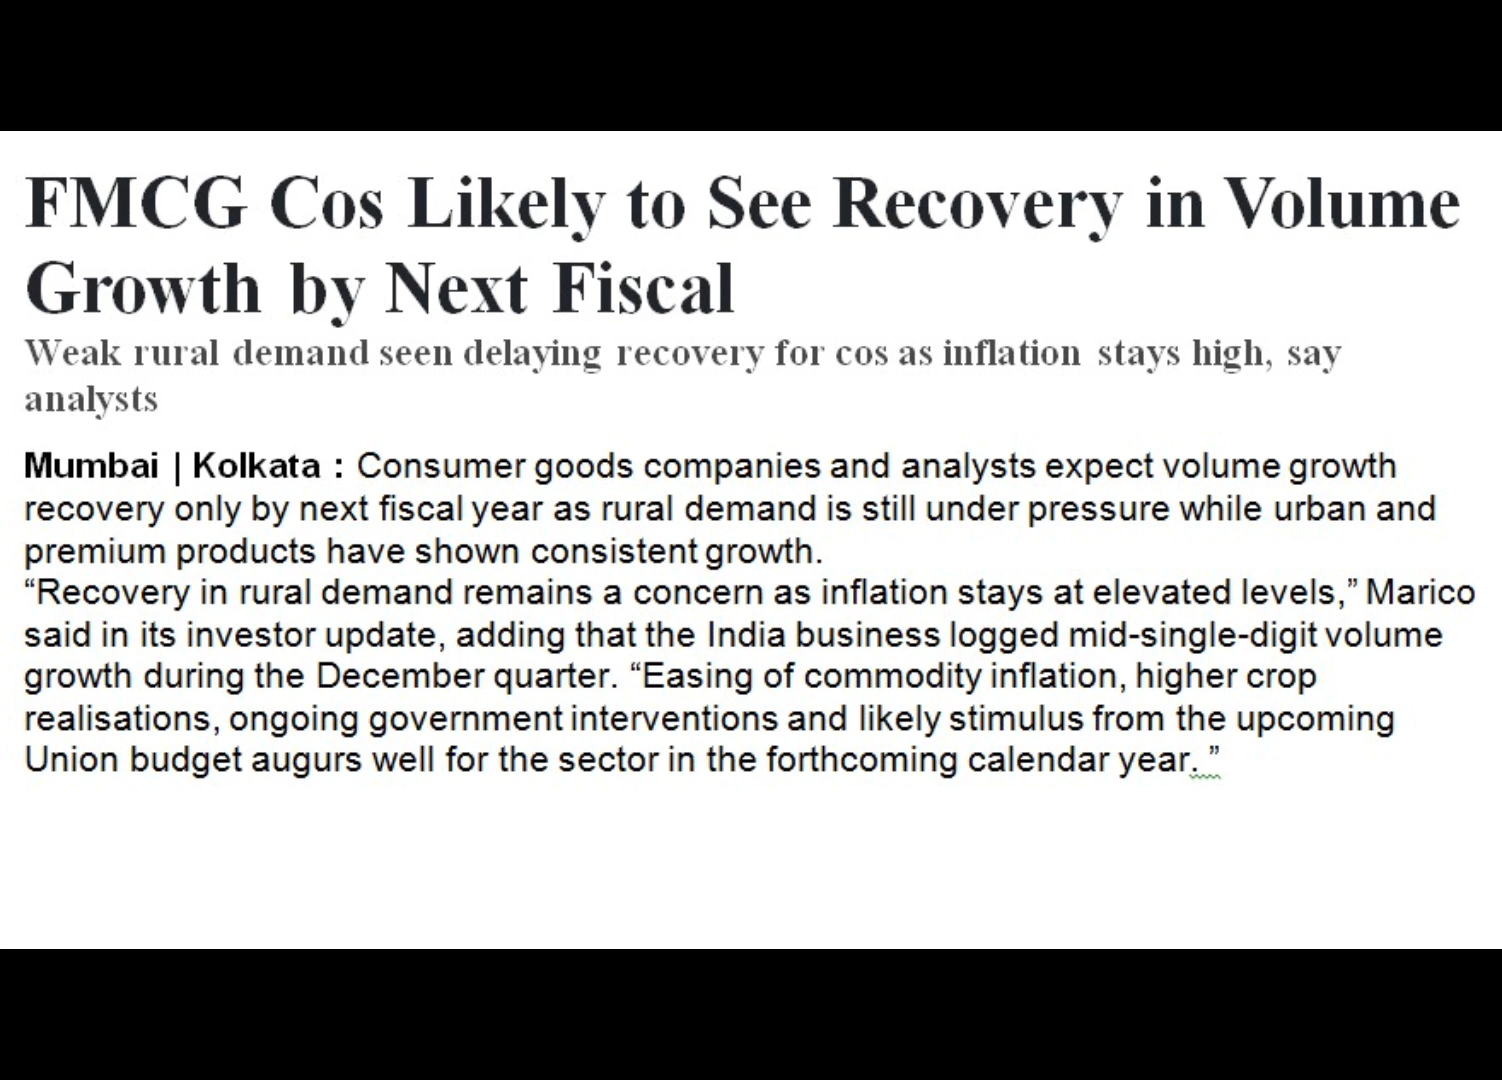 FMCG Cos Likely to See Recovery in Volume
Growth by Next Fiscal
Weak rural demand seen delaying recovery for cos as inflation stays high, say
analysts
Mumbai | Kolkata : Consumer goods companies and analysts expect volume growth
recovery only by next fiscal year as rural demand is still under pressure while urban and
premium products have shown consistent growth.
“Recovery in rural demand remains a concern as inflation stays at elevated levels,” Marico
said in its investor update, adding that the India business logged mid-single-digit volume
growth during the December quarter. “Easing of commodity inflation, higher crop
realisations, ongoing government interventions and likely stimulus from the upcoming
Union budget augurs well for the sector in the forthcoming calendar year. ”